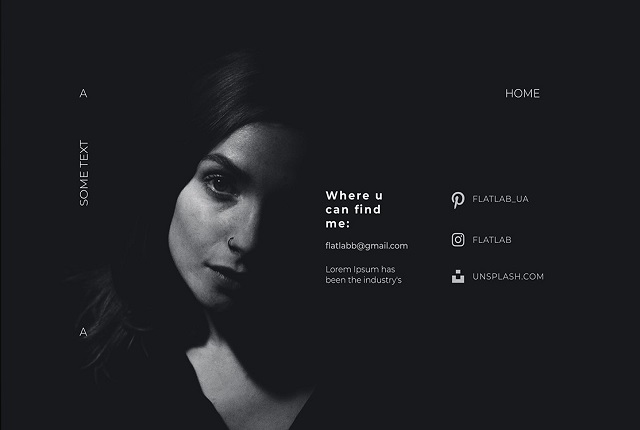 A
HOME
SOME TEXT
Where u
can find
me:
flatlabb@gmail.com
Lorem Ipsum has
been the industry's
FLATLAB_UA
FLATLAB
UNSPLASH.COM
A